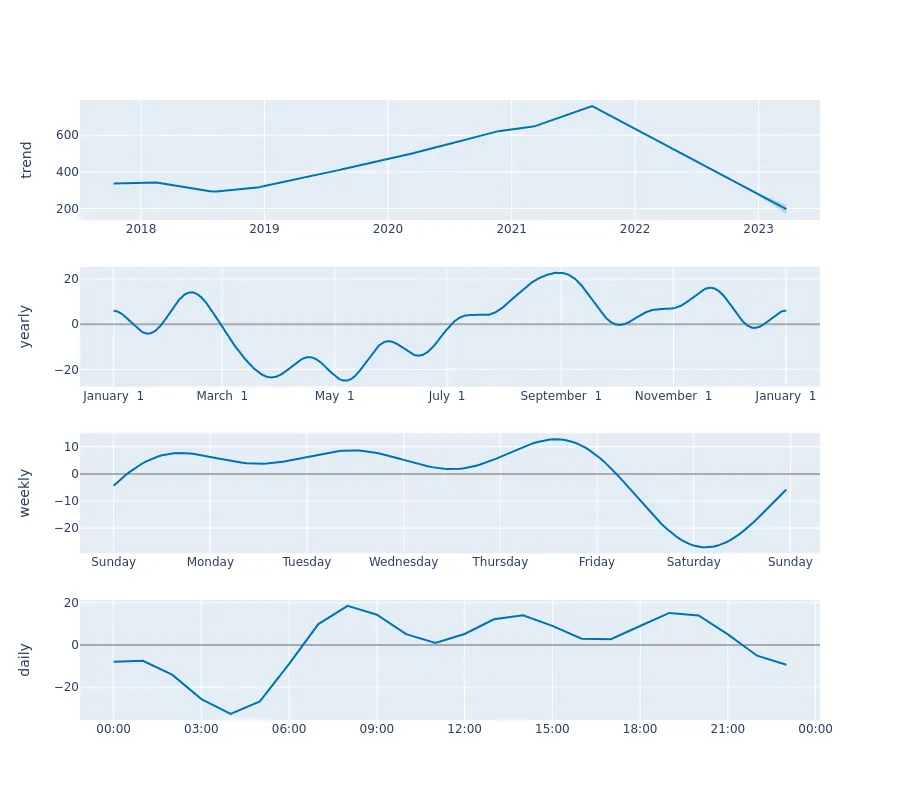 trend
600
400
200
2018 2019 2020 2021 2022 2023
yearly
20
0
−20
January 1 March 1 May 1 July 1 September 1 November 1 January 1
weekly
10
0
−10
−20
Sunday Monday Tuesday Wednesday Thursday Friday Saturday Sunday
daily
20
0
−20
00:00 03:00 06:00 09:00 12:00 15:00 18:00 21:00 00:00